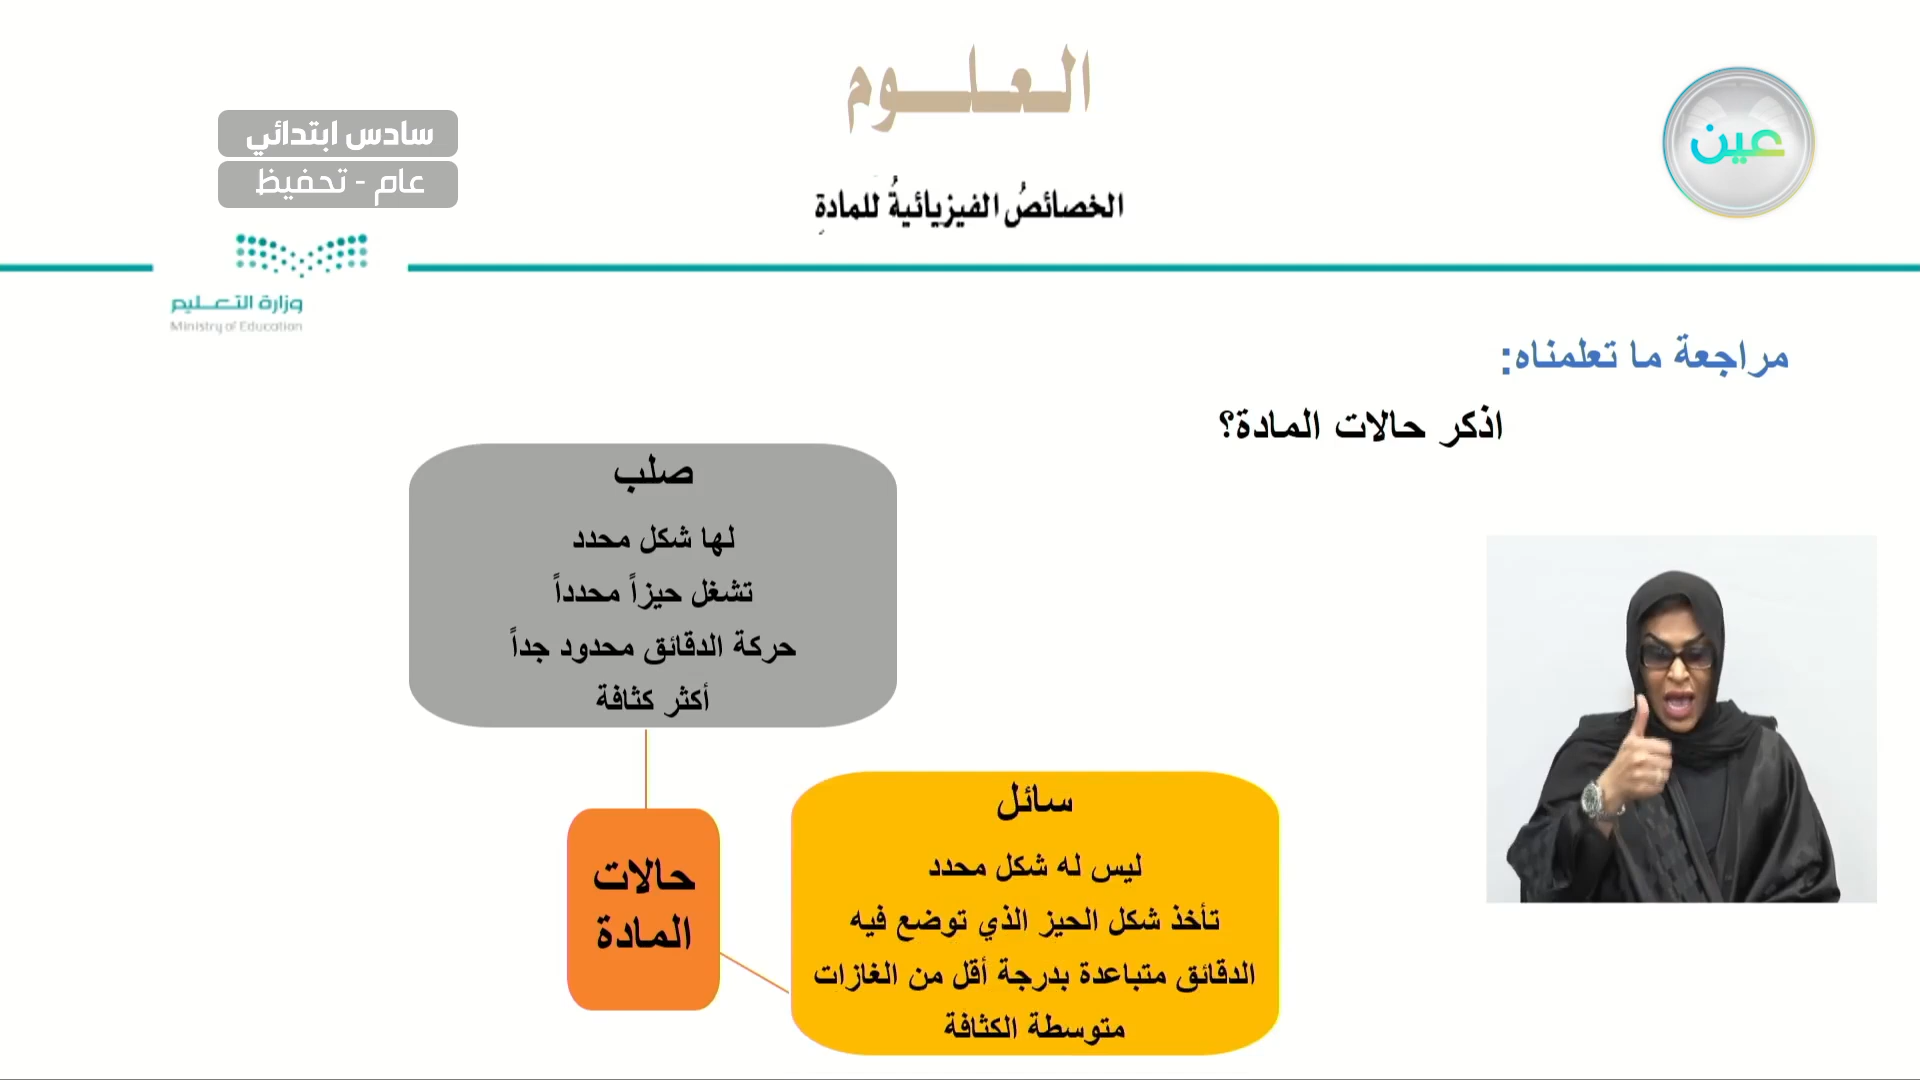 العلوم
عين
سادس ابتدائي
عام - تحفيظ
الخصائصُ الفيزيائيةُ للمادةِ
وزارة التعليم
Ministry of Education
مراجعة ما تعلمناه:
اذكر حالات المادة؟
صلب
لها شكل محدد
تشغل حيزاً محدداً
حركة الدقائق محدود جداً
أكثر كثافة
سائل
ليس له شكل محدد
تأخذ شكل الحيز الذي توضع فيه
الدقائق متباعدة بدرجة أقل من الغازات
متوسطة الكثافة
حالات
المادة